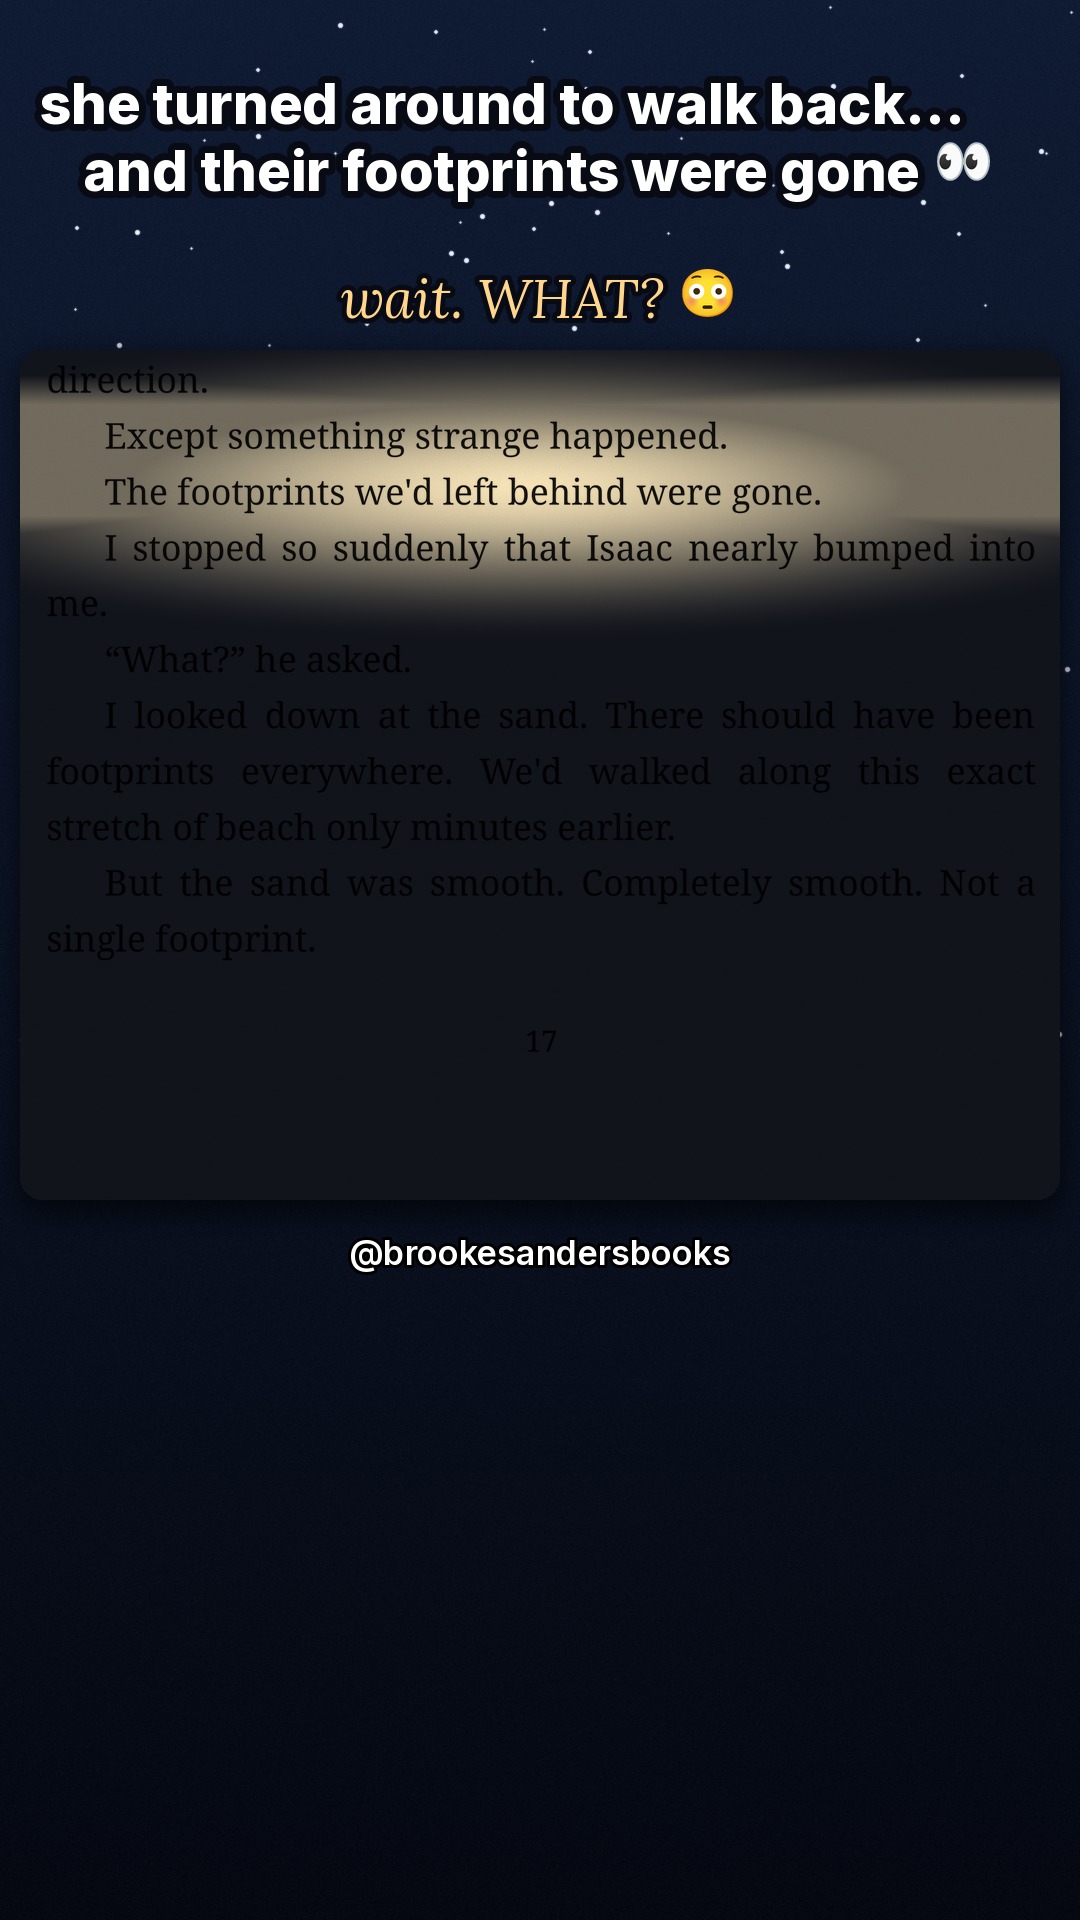 she turned around to walk back...
and their footprints were gone 👀
wait. WHAT? 😳
direction.
Except something strange happened.
The footprints we'd left behind were gone.
I stopped so suddenly that Isaac nearly bumped into
me.
“What?” he asked.
I looked down at the sand. There should have been
footprints everywhere. We'd walked along this exact
stretch of beach only minutes earlier.
But the sand was smooth. Completely smooth. Not a
single footprint.
17
@brookesandersbooks